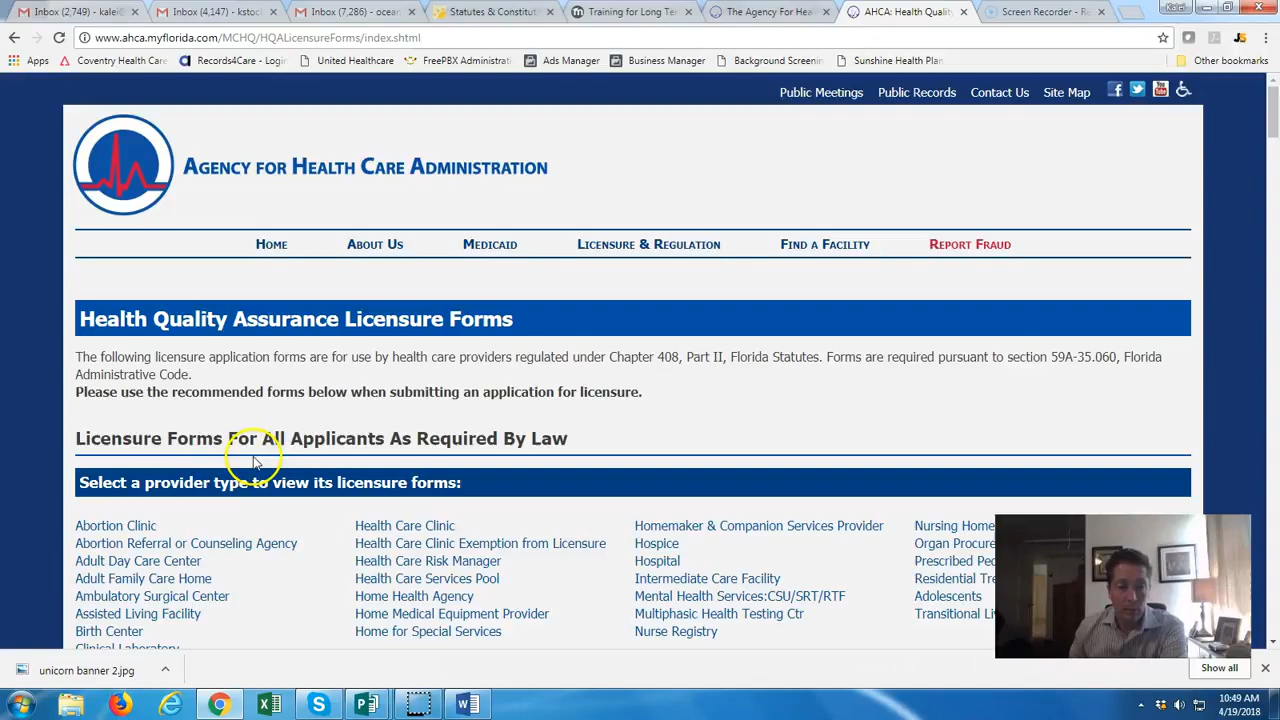 Inbox (2,749) - kalei
Inbox (4,147) - kstock
Inbox (7,286) - ocean
Statutes & Constitut
Training for Long Te
The Agency For Hea
AHCA: Health Quality
Screen Recorder - Re
Kaleil
www.ahca.myflorida.com/MCHQ/HQALicensureForms/index.shtml
Apps
Coventry Health Care
Records4Care - Login
United Healthcare
FreePBX Administrat
Ads Manager
Business Manager
Background Screenin
Sunshine Health Plan
Other bookmarks
Public Meetings Public Records Contact Us Site Map
Agency for Health Care Administration
Home About Us Medicaid Licensure & Regulation Find a Facility Report Fraud
Health Quality Assurance Licensure Forms
The following licensure application forms are for use by health care providers regulated under Chapter 408, Part II, Florida Statutes. Forms are required pursuant to section 59A-35.060, Florida
Administrative Code.
Please use the recommended forms below when submitting an application for licensure.
Licensure Forms For All Applicants As Required By Law
Select a provider type to view its licensure forms:
Abortion Clinic
Abortion Referral or Counseling Agency
Adult Day Care Center
Adult Family Care Home
Ambulatory Surgical Center
Assisted Living Facility
Birth Center
Clinical Laboratory
Health Care Clinic
Health Care Clinic Exemption from Licensure
Health Care Risk Manager
Health Care Services Pool
Home Health Agency
Home Medical Equipment Provider
Home for Special Services
Homemaker & Companion Services Provider
Hospice
Hospital
Intermediate Care Facility
Mental Health Services:CSU/SRT/RTF
Multiphasic Health Testing Ctr
Nurse Registry
Nursing Home
Organ Procure
Prescribed Pe
Residential Tre
Adolescents
Transitional Li
unicorn banner 2.jpg
Show all
10:49 AM
4/19/2018